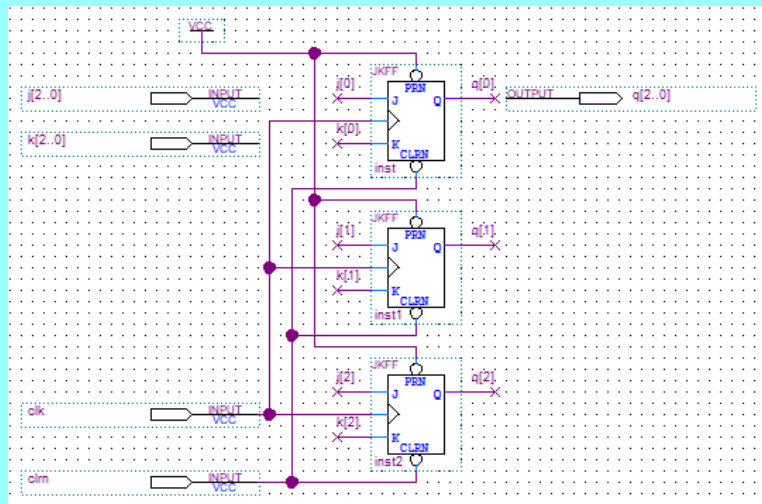 VCC
JKFF
j[0]. PRN q[0].
j[2..0] INPUT VCC J Q OUTPUT q[2..0]
k[0].
k[2..0] INPUT VCC K
CLRN
inst
JKFF
j[1] PRN q[1].
J Q
k[1].
K
CLRN
inst1
JKFF
j[2] PRN q[2].
J Q
clk INPUT VCC
k[2].
K
CLRN
inst2
clrn INPUT VCC